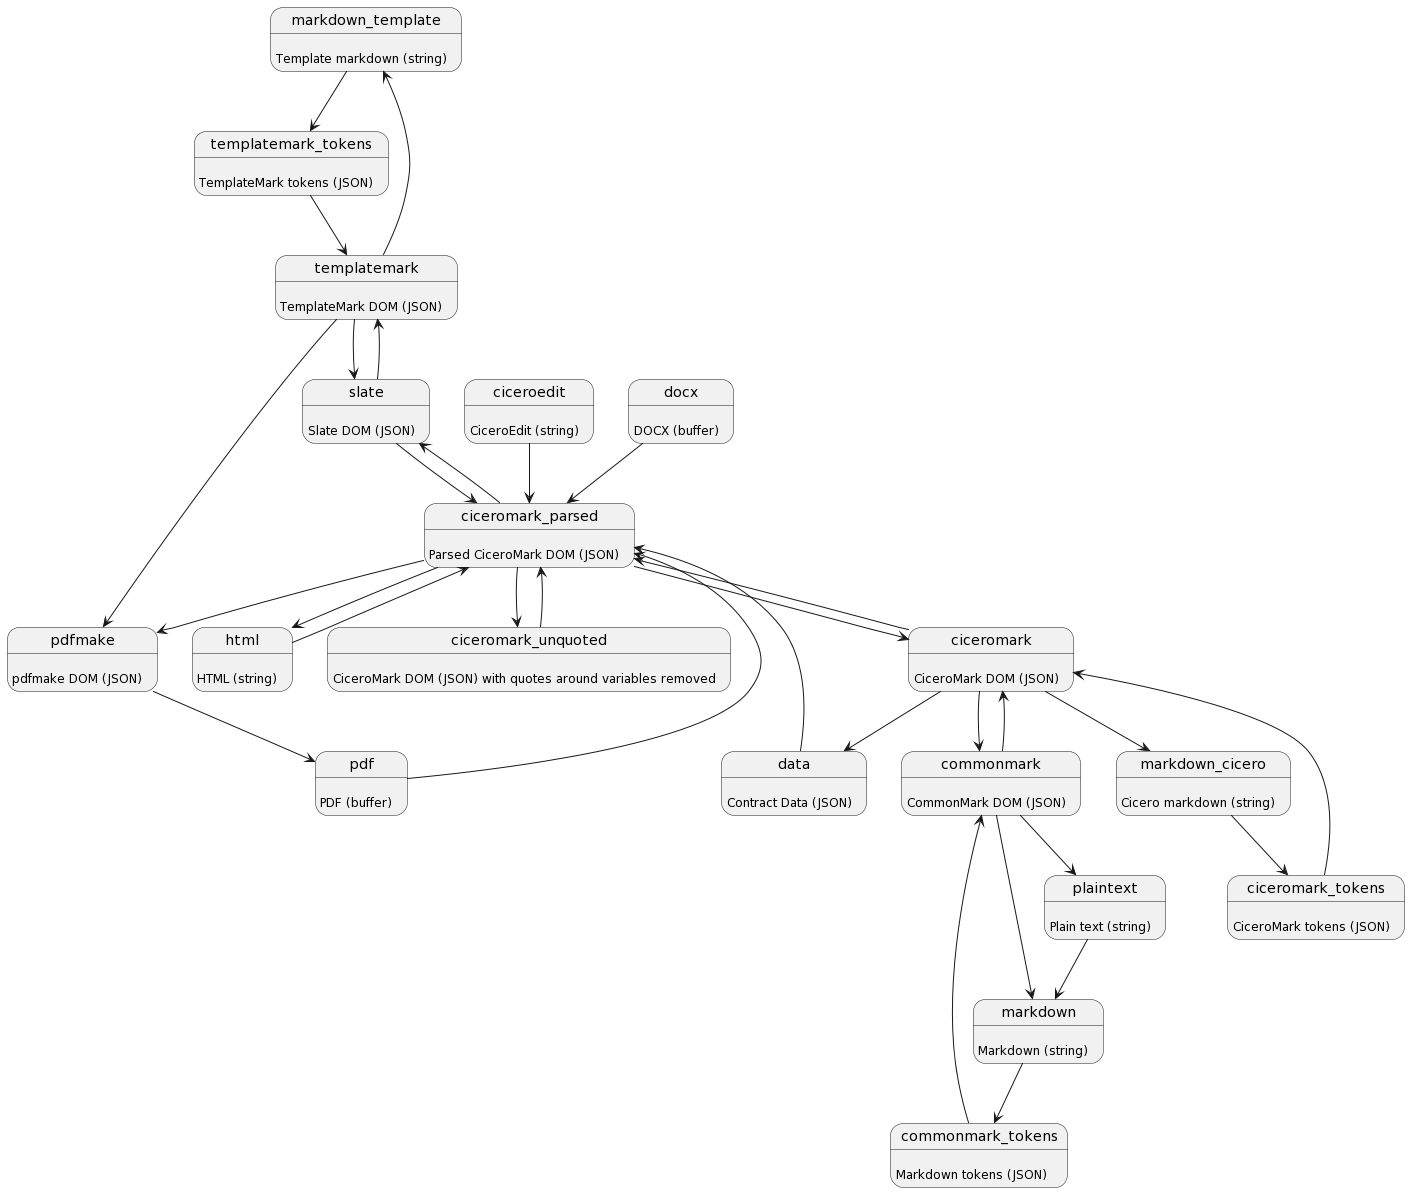 markdown_template
Template markdown (string)
templatemark_tokens
TemplateMark tokens (JSON)
templatemark
TemplateMark DOM (JSON)
slate
Slate DOM (JSON)
ciceroedit
CiceroEdit (string)
docx
DOCX (buffer)
ciceromark_parsed
Parsed CiceroMark DOM (JSON)
pdfmake
pdfmake DOM (JSON)
html
HTML (string)
ciceromark_unquoted
CiceroMark DOM (JSON) with quotes around variables removed
ciceromark
CiceroMark DOM (JSON)
pdf
PDF (buffer)
data
Contract Data (JSON)
commonmark
CommonMark DOM (JSON)
markdown_cicero
Cicero markdown (string)
plaintext
Plain text (string)
ciceromark_tokens
CiceroMark tokens (JSON)
markdown
Markdown (string)
commonmark_tokens
Markdown tokens (JSON)